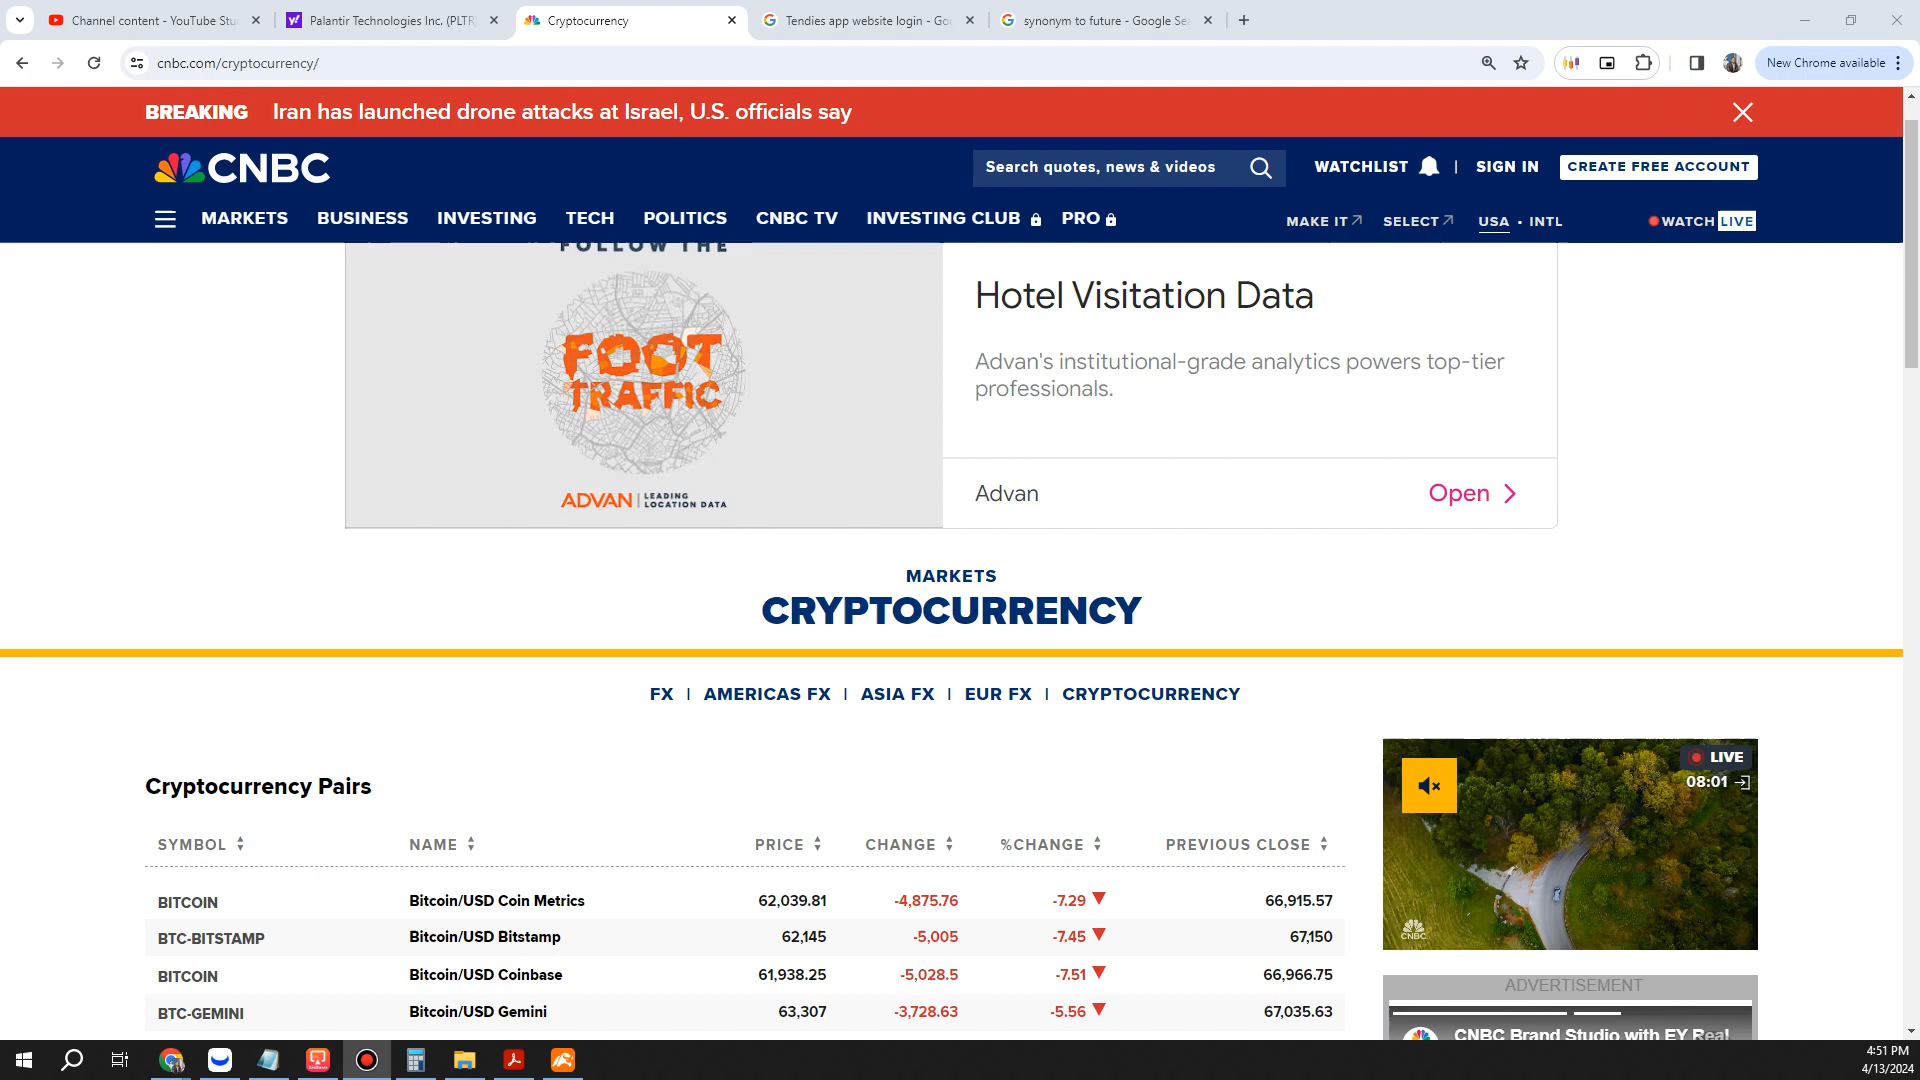 Channel content - YouTube Stu
Palantir Technologies Inc. (PLTR)
Cryptocurrency
Tendies app website login - Goo
synonym to future - Google Sea
cnbc.com/cryptocurrency/
New Chrome available
BREAKING Iran has launched drone attacks at Israel, U.S. officials say
CNBC
Search quotes, news & videos
WATCHLIST | SIGN IN
CREATE FREE ACCOUNT
MARKETS BUSINESS INVESTING TECH POLITICS CNBC TV INVESTING CLUB PRO
MAKE IT SELECT USA • INTL
WATCH LIVE
FOLLOW THE
FOOT
TRAFFIC
ADVAN | LEADING
LOCATION DATA
Hotel Visitation Data
Advan's institutional-grade analytics powers top-tier
professionals.
Advan
Open
MARKETS
CRYPTOCURRENCY
FX | AMERICAS FX | ASIA FX | EUR FX | CRYPTOCURRENCY
Cryptocurrency Pairs
SYMBOL NAME PRICE CHANGE %CHANGE PREVIOUS CLOSE
BITCOIN Bitcoin/USD Coin Metrics 62,039.81 -4,875.76 -7.29 66,915.57
BTC-BITSTAMP Bitcoin/USD Bitstamp 62,145 -5,005 -7.45 67,150
BITCOIN Bitcoin/USD Coinbase 61,938.25 -5,028.5 -7.51 66,966.75
BTC-GEMINI Bitcoin/USD Gemini 63,307 -3,728.63 -5.56 67,035.63
LIVE
08:01
CNBC
ADVERTISEMENT
CNBC Brand Studio with EY Real
4:51 PM
4/13/2024